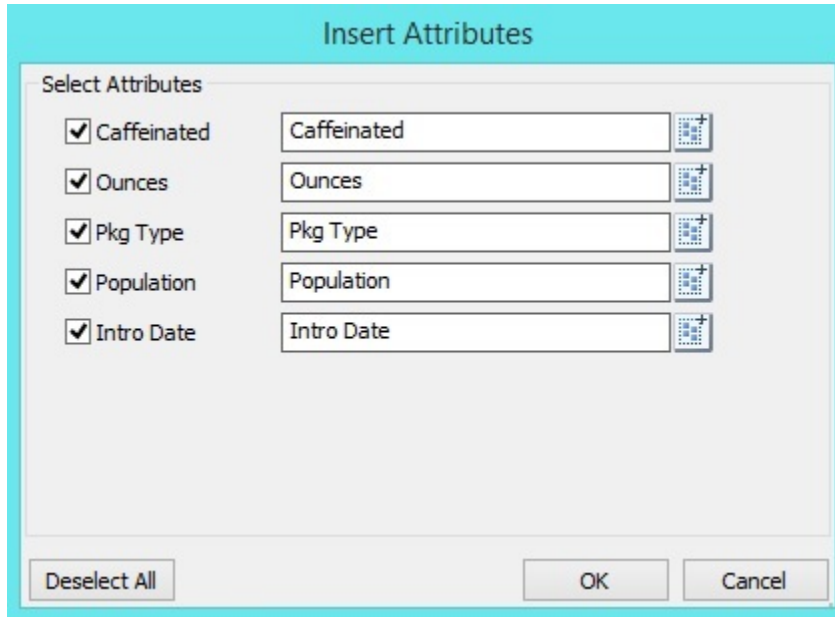 Insert Attributes
Select Attributes
Caffeinated Caffeinated
Ounces Ounces
Pkg Type Pkg Type
Population Population
Intro Date Intro Date
Deselect All OK Cancel